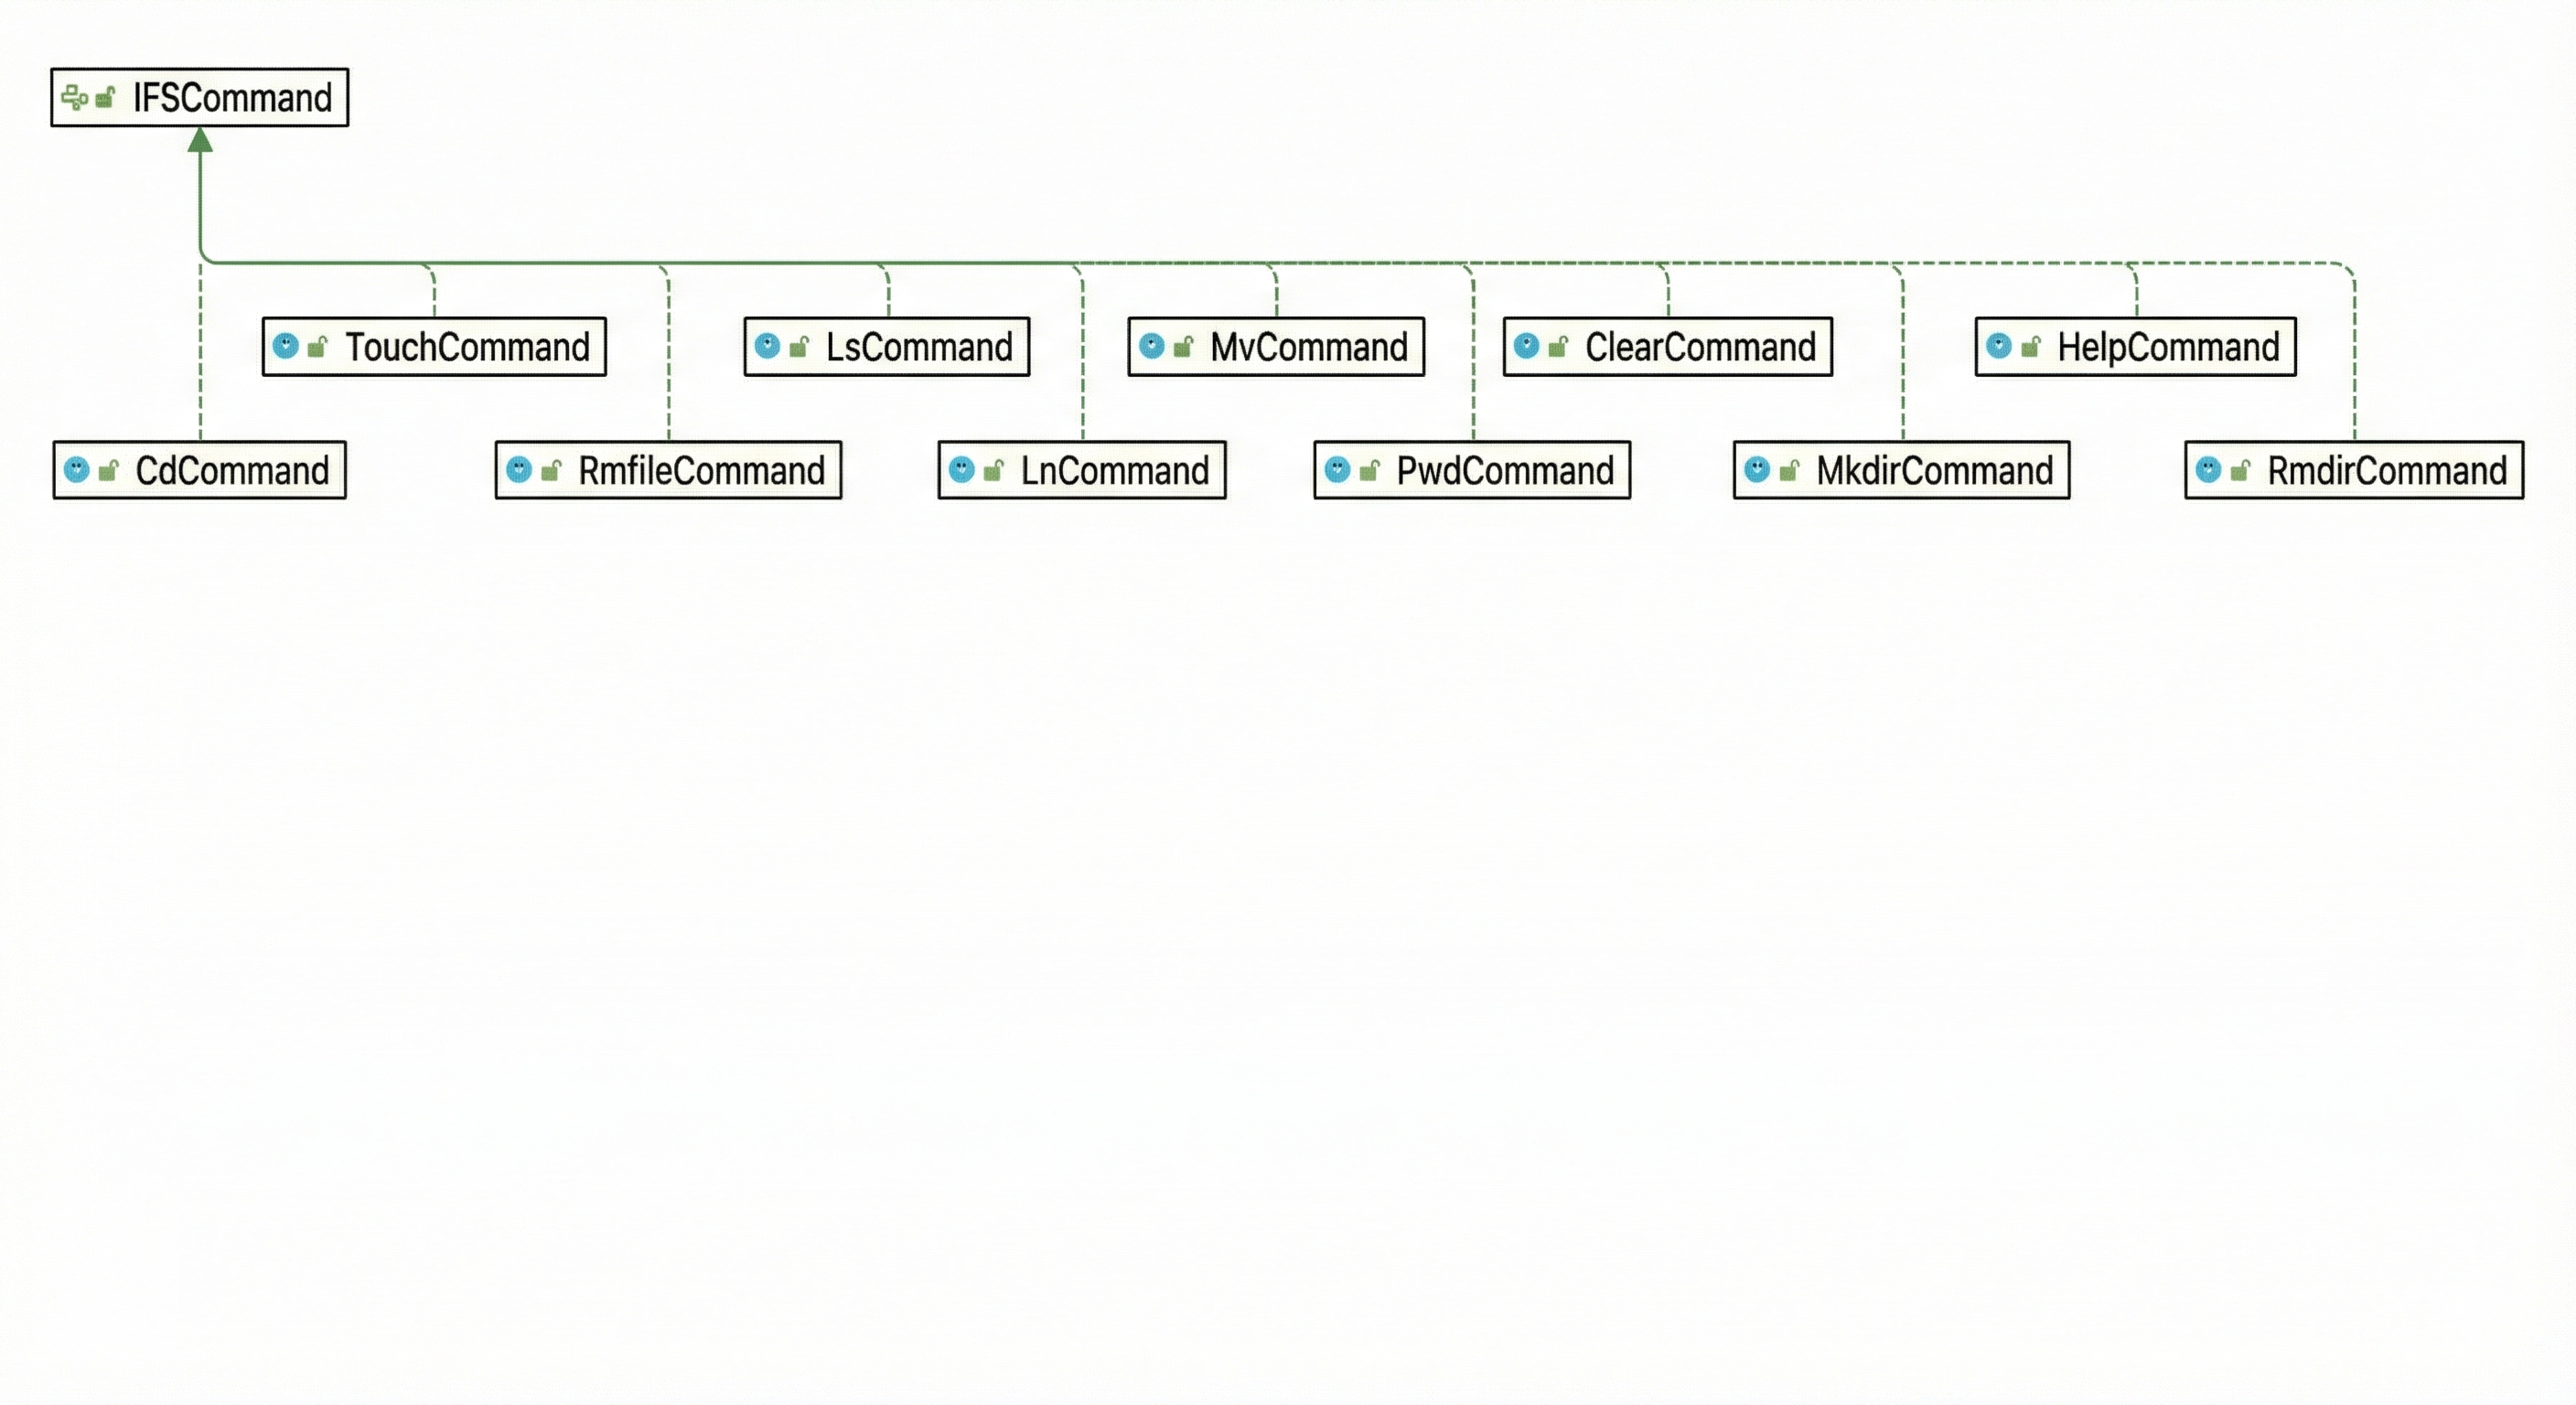 IFSCommand
TouchCommand
LsCommand
MvCommand
ClearCommand
HelpCommand
CdCommand
RmfileCommand
LnCommand
PwdCommand
MkdirCommand
RmdirCommand